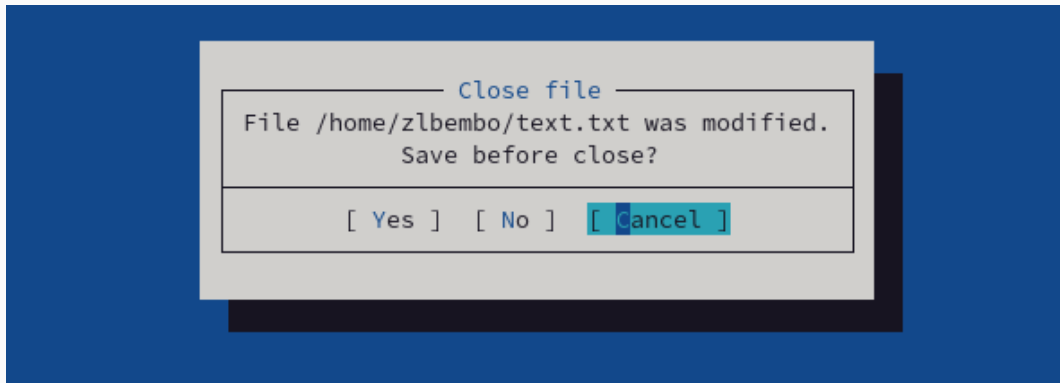 Close file
File /home/zlbembo/text.txt was modified.
Save before close?
[ Yes ] [ No ] [ Cancel ]